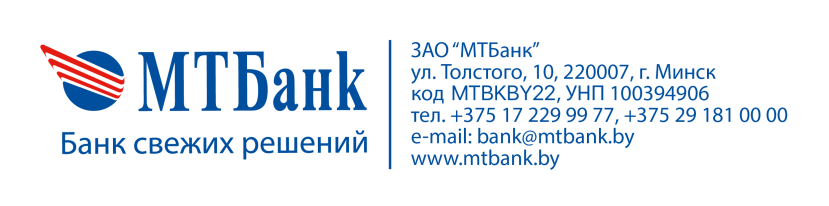 МТБанк
Банк свежих решений
ЗАО “МТБанк”
ул. Толстого, 10, 220007, г. Минск
код MTBKBY22, УНП 100394906
тел. +375 17 229 99 77, +375 29 181 00 00
e-mail: bank@mtbank.by
www.mtbank.by